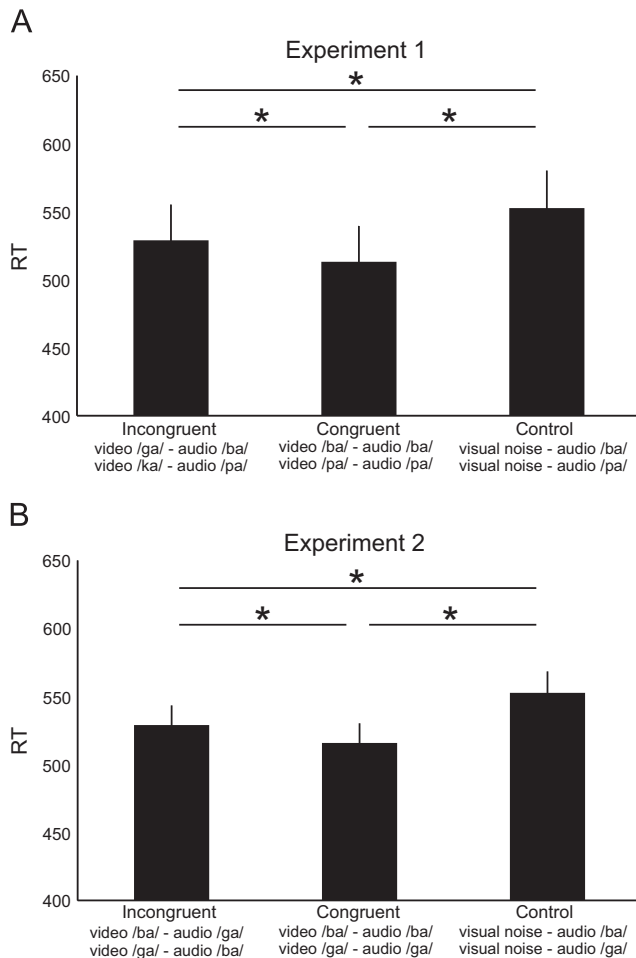 A
Experiment 1
650
600
550
500
450
400
RT
*
* *
Incongruent Congruent Control
video /ga/ - audio /ba/ video /ba/ - audio /ba/ visual noise - audio /ba/
video /ka/ - audio /pa/ video /pa/ - audio /pa/ visual noise - audio /pa/
B
Experiment 2
650
600
550
500
450
400
RT
*
* *
Incongruent Congruent Control
video /ba/ - audio /ga/ video /ba/ - audio /ba/ visual noise - audio /ba/
video /ga/ - audio /ba/ video /ga/ - audio /ga/ visual noise - audio /ga/